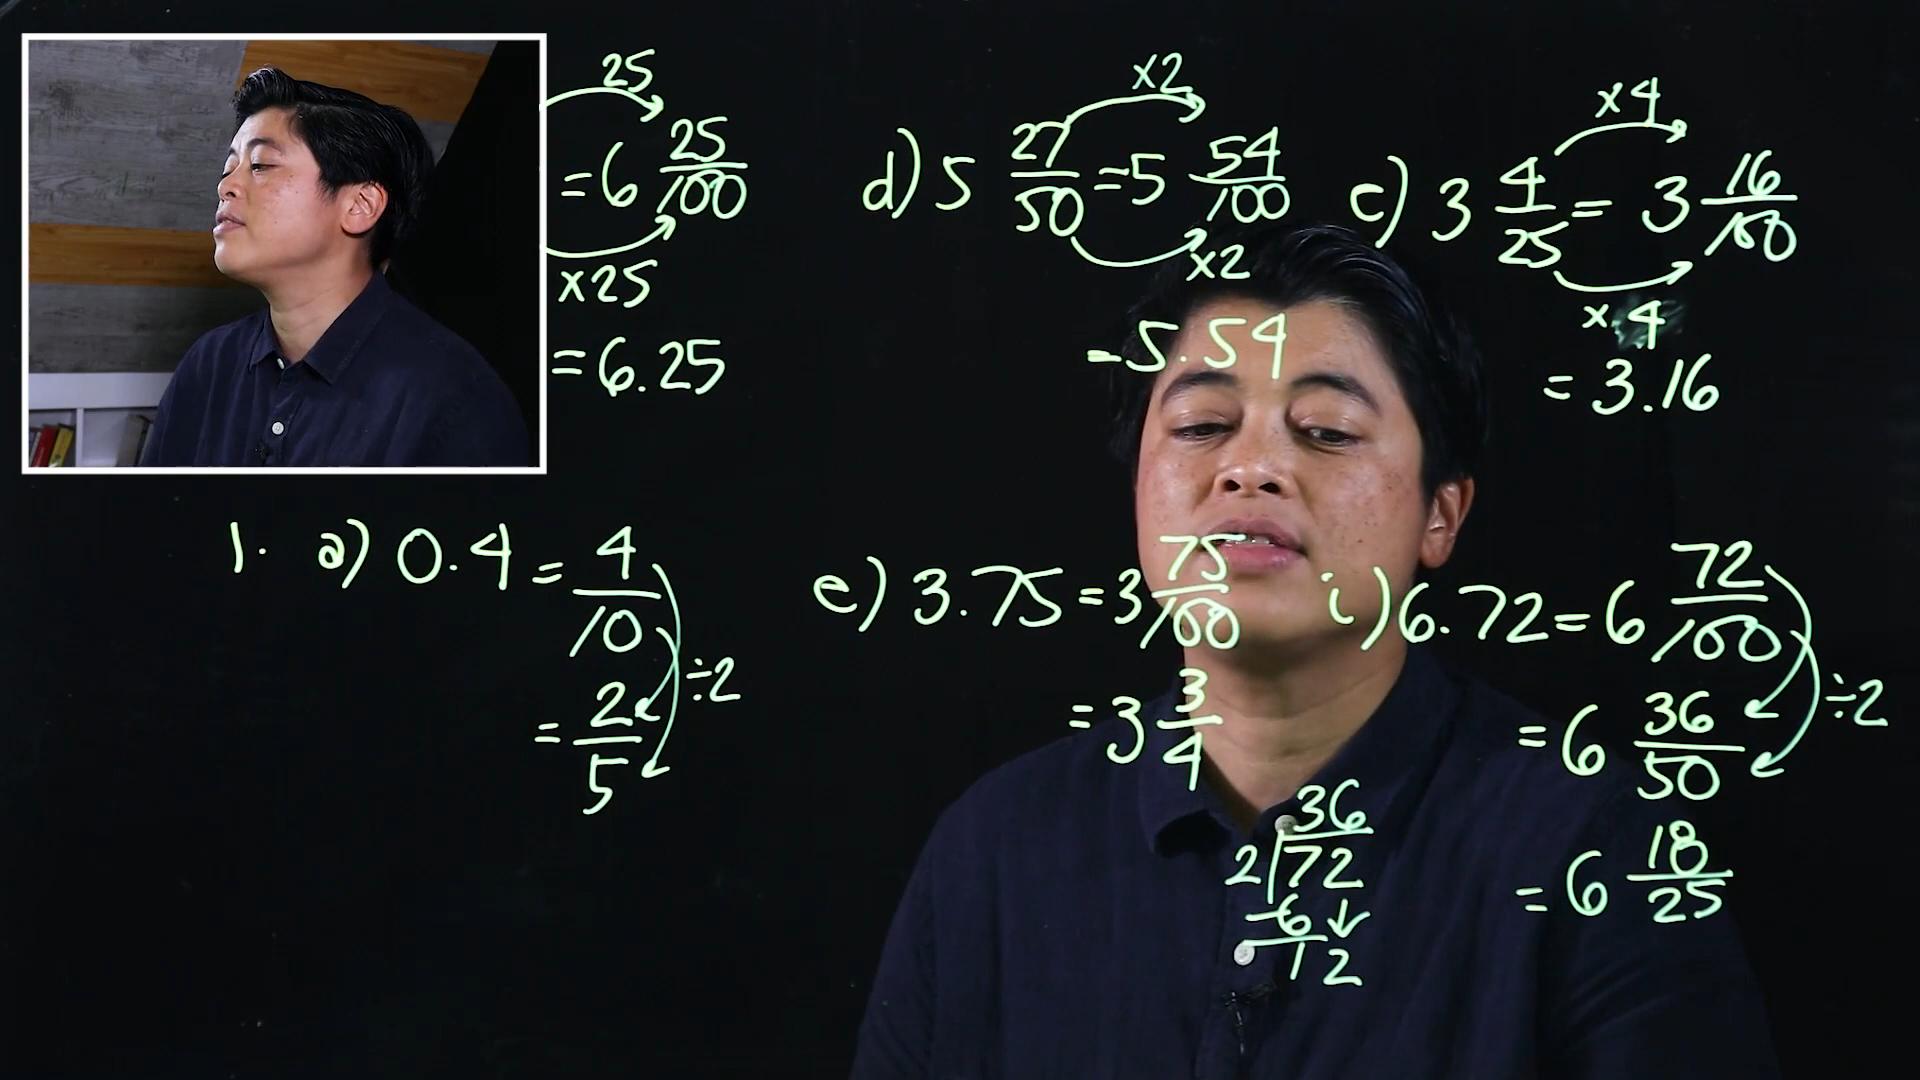 25
= 6 25/100
x25
= 6.25
x2
d) 5 27/50 = 5 54/100
x2
= 5.54
x4
c) 3 4/25 = 3 16/100
x4
= 3.16
1. a) 0.4 = 4/10
÷2
= 2/5
e) 3.75 = 3 75/100
= 3 3/4
i) 6.72 = 6 72/100
÷2
= 6 36/50
= 6 18/25
36
2 72
-6 ↓
12